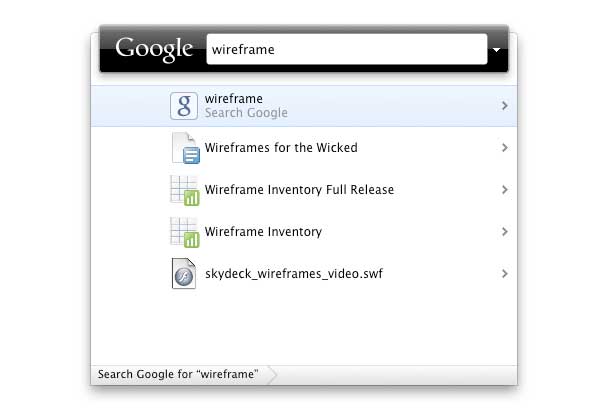 Google wireframe
wireframe
Search Google
Wireframes for the Wicked
Wireframe Inventory Full Release
Wireframe Inventory
skydeck_wireframes_video.swf
Search Google for “wireframe”